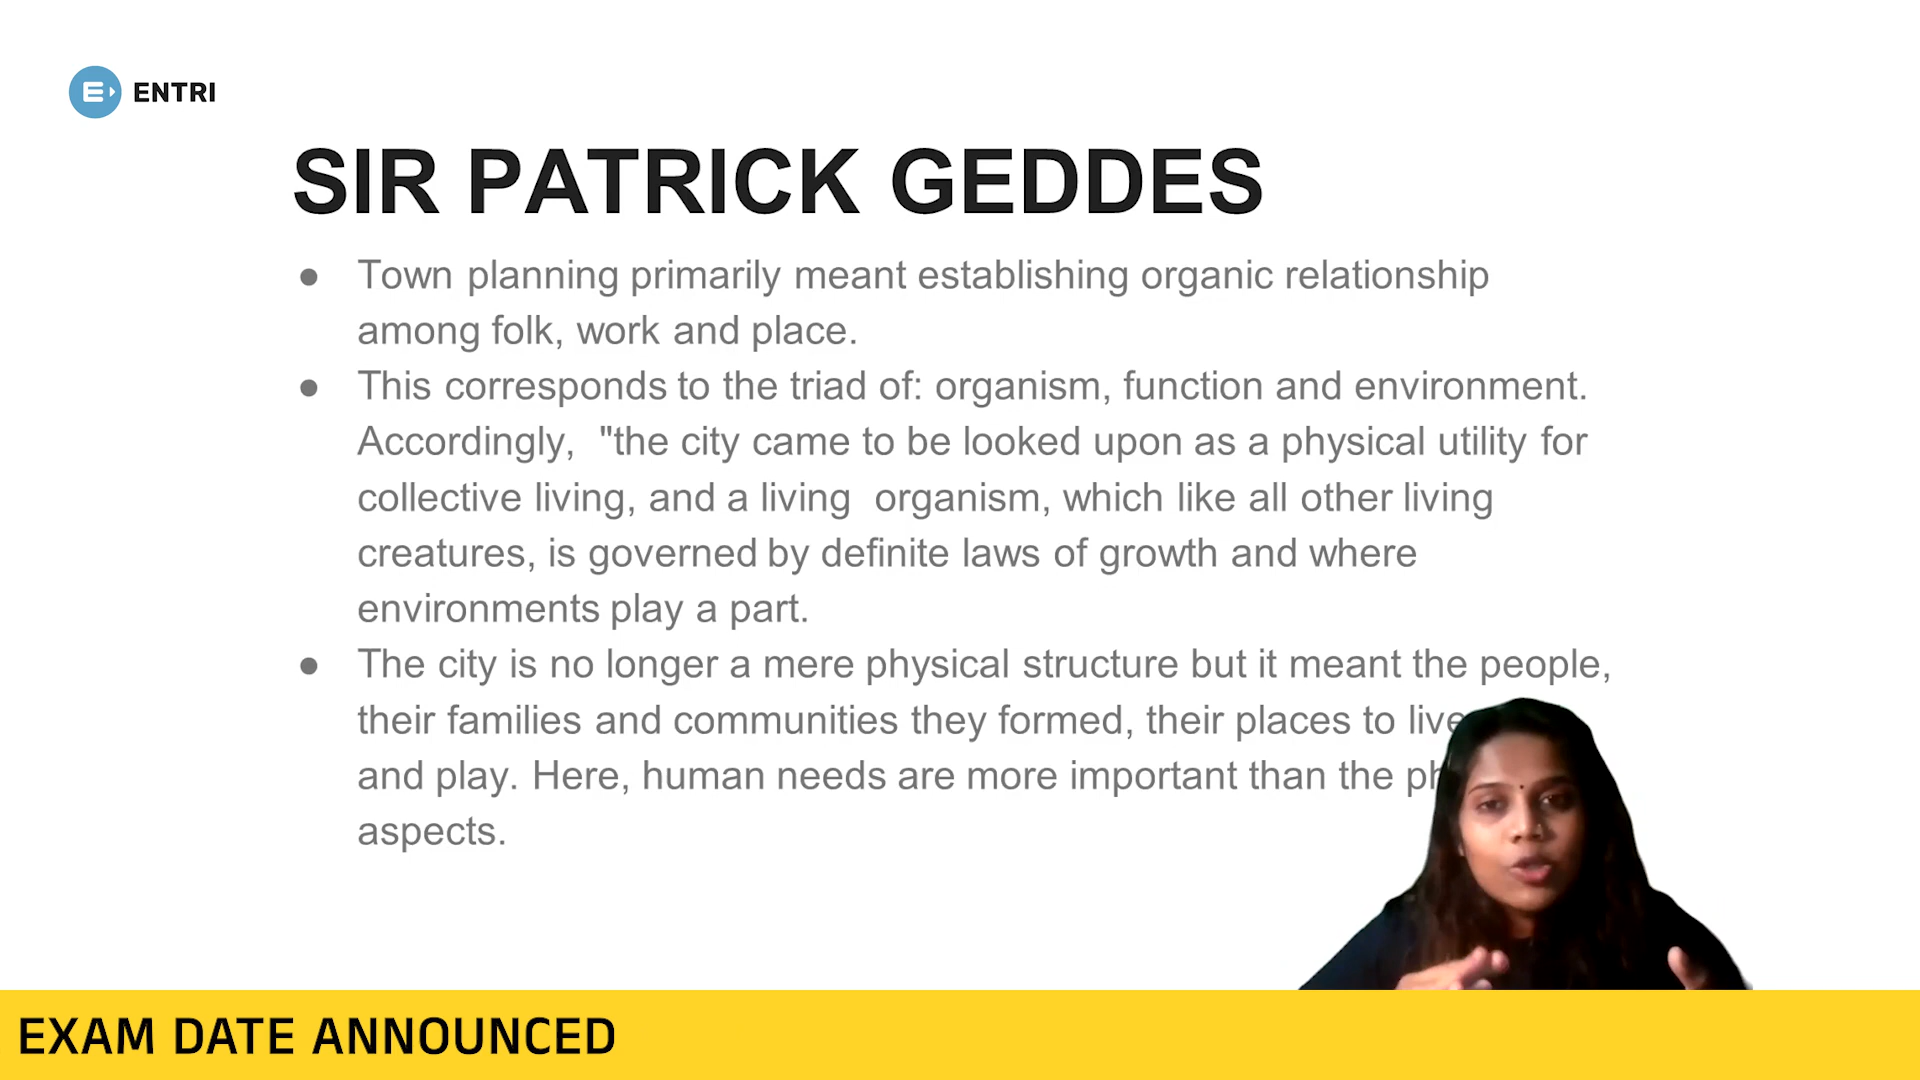 ENTRI
SIR PATRICK GEDDES
● Town planning primarily meant establishing organic relationship
among folk, work and place.
● This corresponds to the triad of: organism, function and environment.
Accordingly,  "the city came to be looked upon as a physical utility for
collective living, and a living  organism, which like all other living
creatures, is governed by definite laws of growth and where
environments play a part.
● The city is no longer a mere physical structure but it meant the people,
their families and communities they formed, their places to live
and play. Here, human needs are more important than the
aspects.
EXAM DATE ANNOUNCED